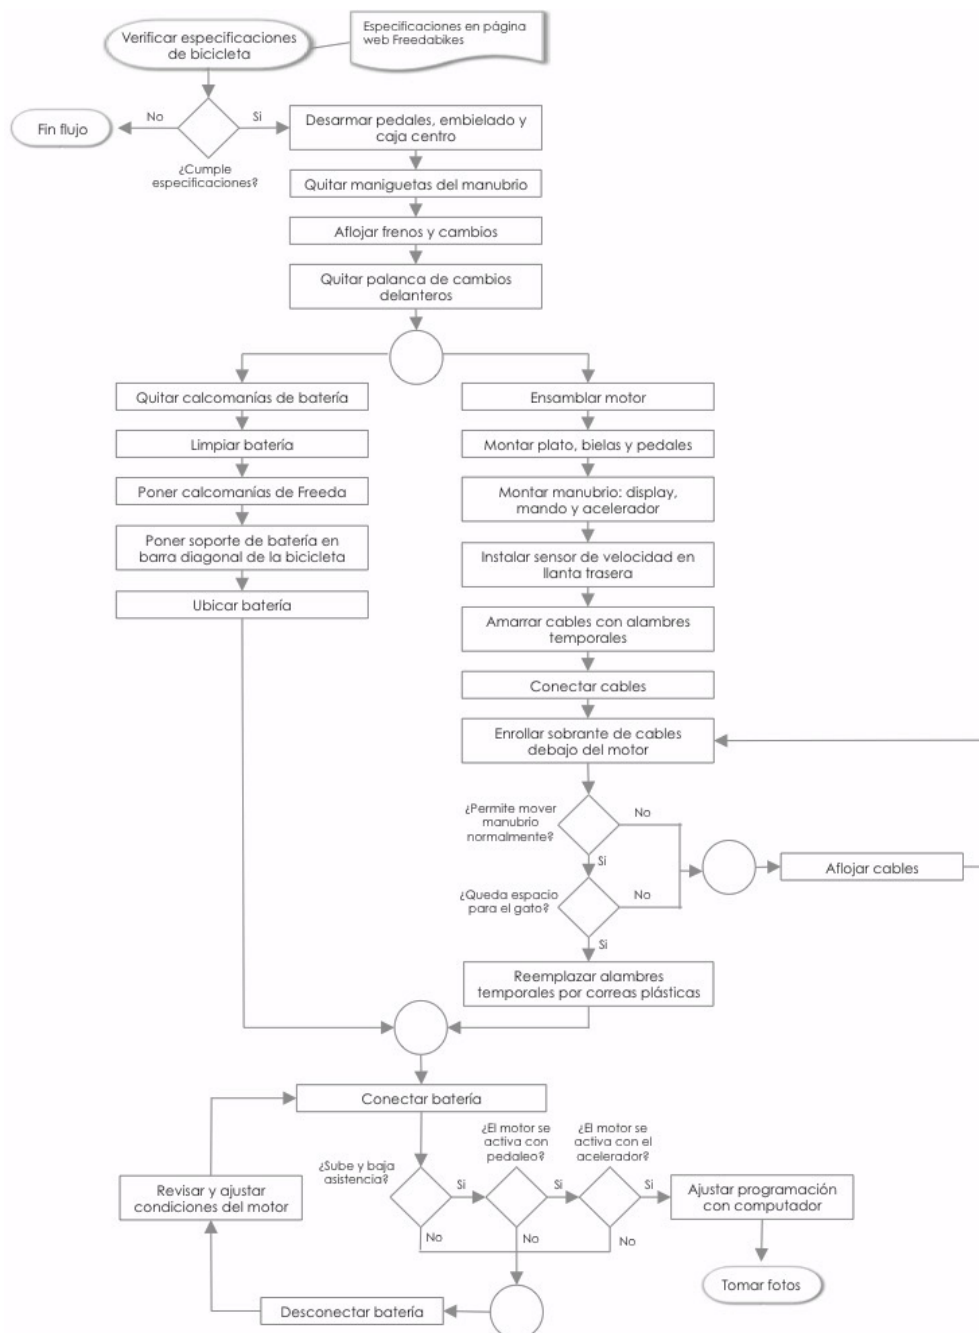 Verificar especificaciones
de bicicleta
Especificaciones en página
web Freedabikes
No
Si
Fin flujo
¿Cumple
especificaciones?
Desarmar pedales, embielado y
caja centro
Quitar maniguetas del manubrio
Aflojar frenos y cambios
Quitar palanca de cambios
delanteros
Quitar calcomanías de batería
Limpiar batería
Poner calcomanías de Freeda
Poner soporte de batería en
barra diagonal de la bicicleta
Ubicar batería
Ensamblar motor
Montar plato, bielas y pedales
Montar manubrio: display,
mando y acelerador
Instalar sensor de velocidad en
llanta trasera
Amarrar cables con alambres
temporales
Conectar cables
Enrollar sobrante de cables
debajo del motor
¿Permite mover
manubrio
normalmente?
No
Si
¿Queda espacio
para el gato?
No
Si
Aflojar cables
Reemplazar alambres
temporales por correas plásticas
Conectar batería
¿Sube y baja
asistencia?
Si
No
¿El motor se
activa con
pedaleo?
Si
No
¿El motor se
activa con el
acelerador?
Si
No
Ajustar programación
con computador
Tomar fotos
Revisar y ajustar
condiciones del motor
Desconectar batería